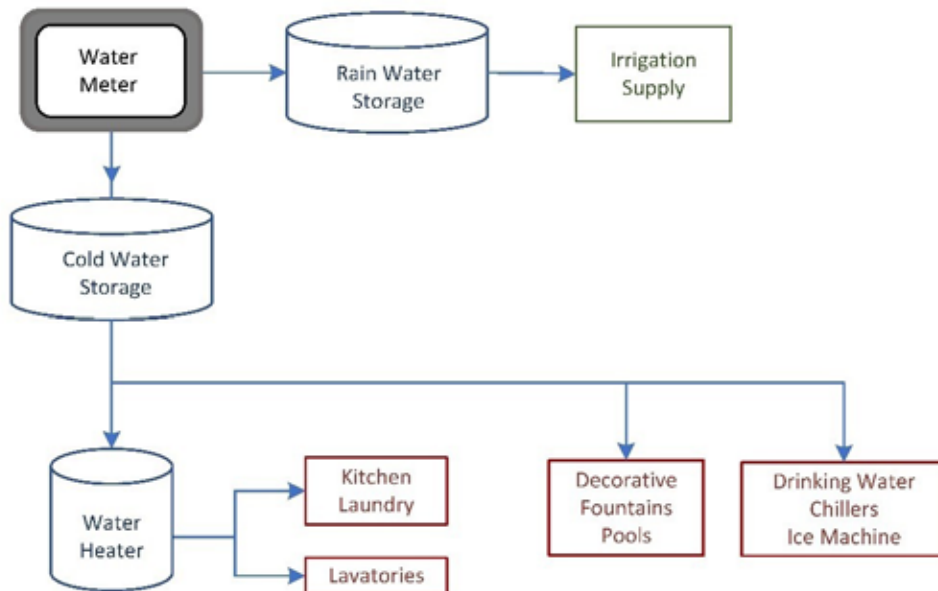 Water
Meter
Rain Water
Storage
Irrigation
Supply
Cold Water
Storage
Water
Heater
Kitchen
Laundry
Lavatories
Decorative
Fountains
Pools
Drinking Water
Chillers
Ice Machine